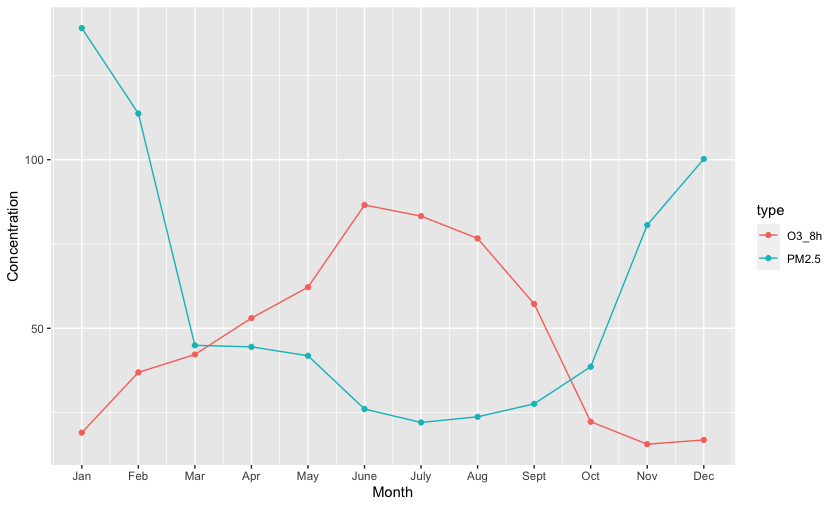 Concentration
100
50
Jan Feb Mar Apr May June July Aug Sept Oct Nov Dec
Month
type
O3_8h
PM2.5